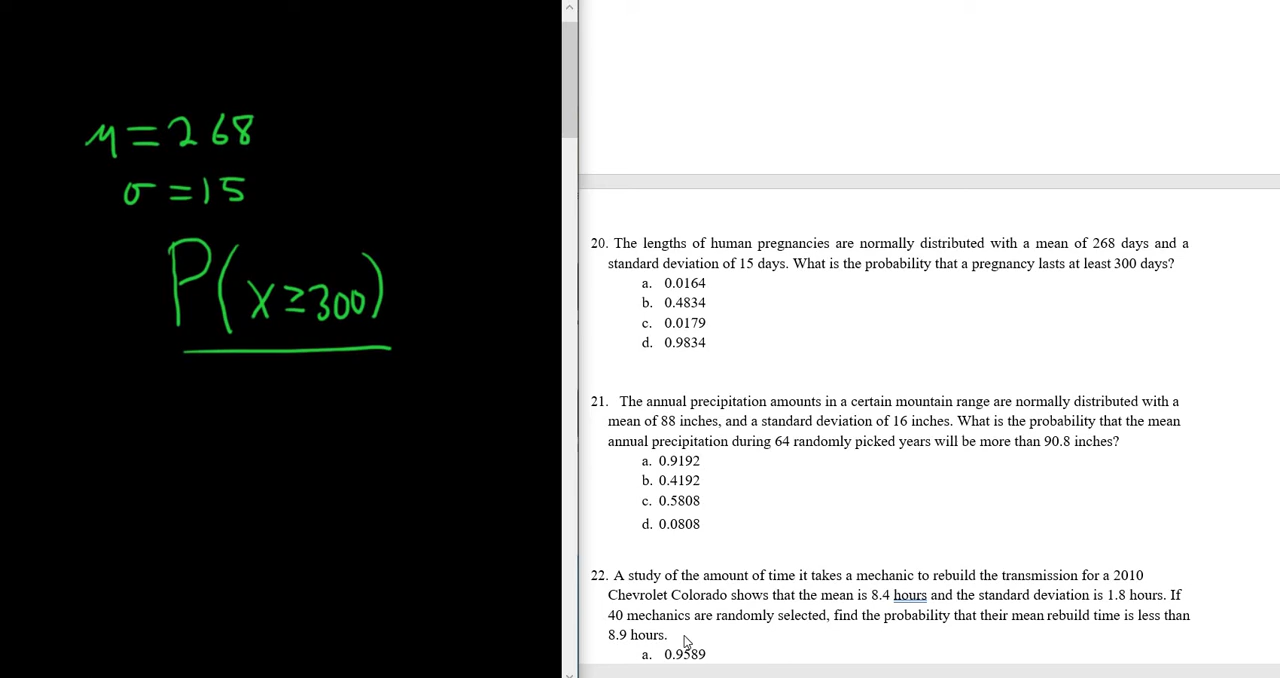 μ = 268
σ = 15
P(x ≥ 300)
20. The lengths of human pregnancies are normally distributed with a mean of 268 days and a
standard deviation of 15 days. What is the probability that a pregnancy lasts at least 300 days?
a. 0.0164
b. 0.4834
c. 0.0179
d. 0.9834
21. The annual precipitation amounts in a certain mountain range are normally distributed with a
mean of 88 inches, and a standard deviation of 16 inches. What is the probability that the mean
annual precipitation during 64 randomly picked years will be more than 90.8 inches?
a. 0.9192
b. 0.4192
c. 0.5808
d. 0.0808
22. A study of the amount of time it takes a mechanic to rebuild the transmission for a 2010
Chevrolet Colorado shows that the mean is 8.4 hours and the standard deviation is 1.8 hours. If
40 mechanics are randomly selected, find the probability that their mean rebuild time is less than
8.9 hours.
a. 0.9589